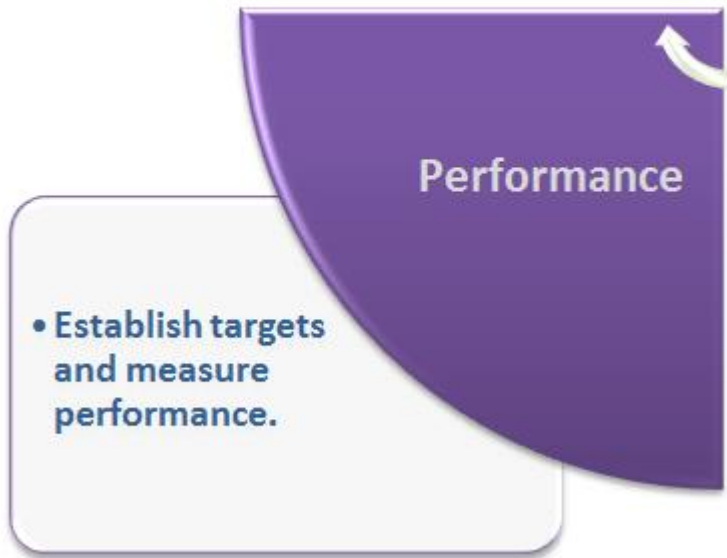 Performance
• Establish targets
and measure
performance.